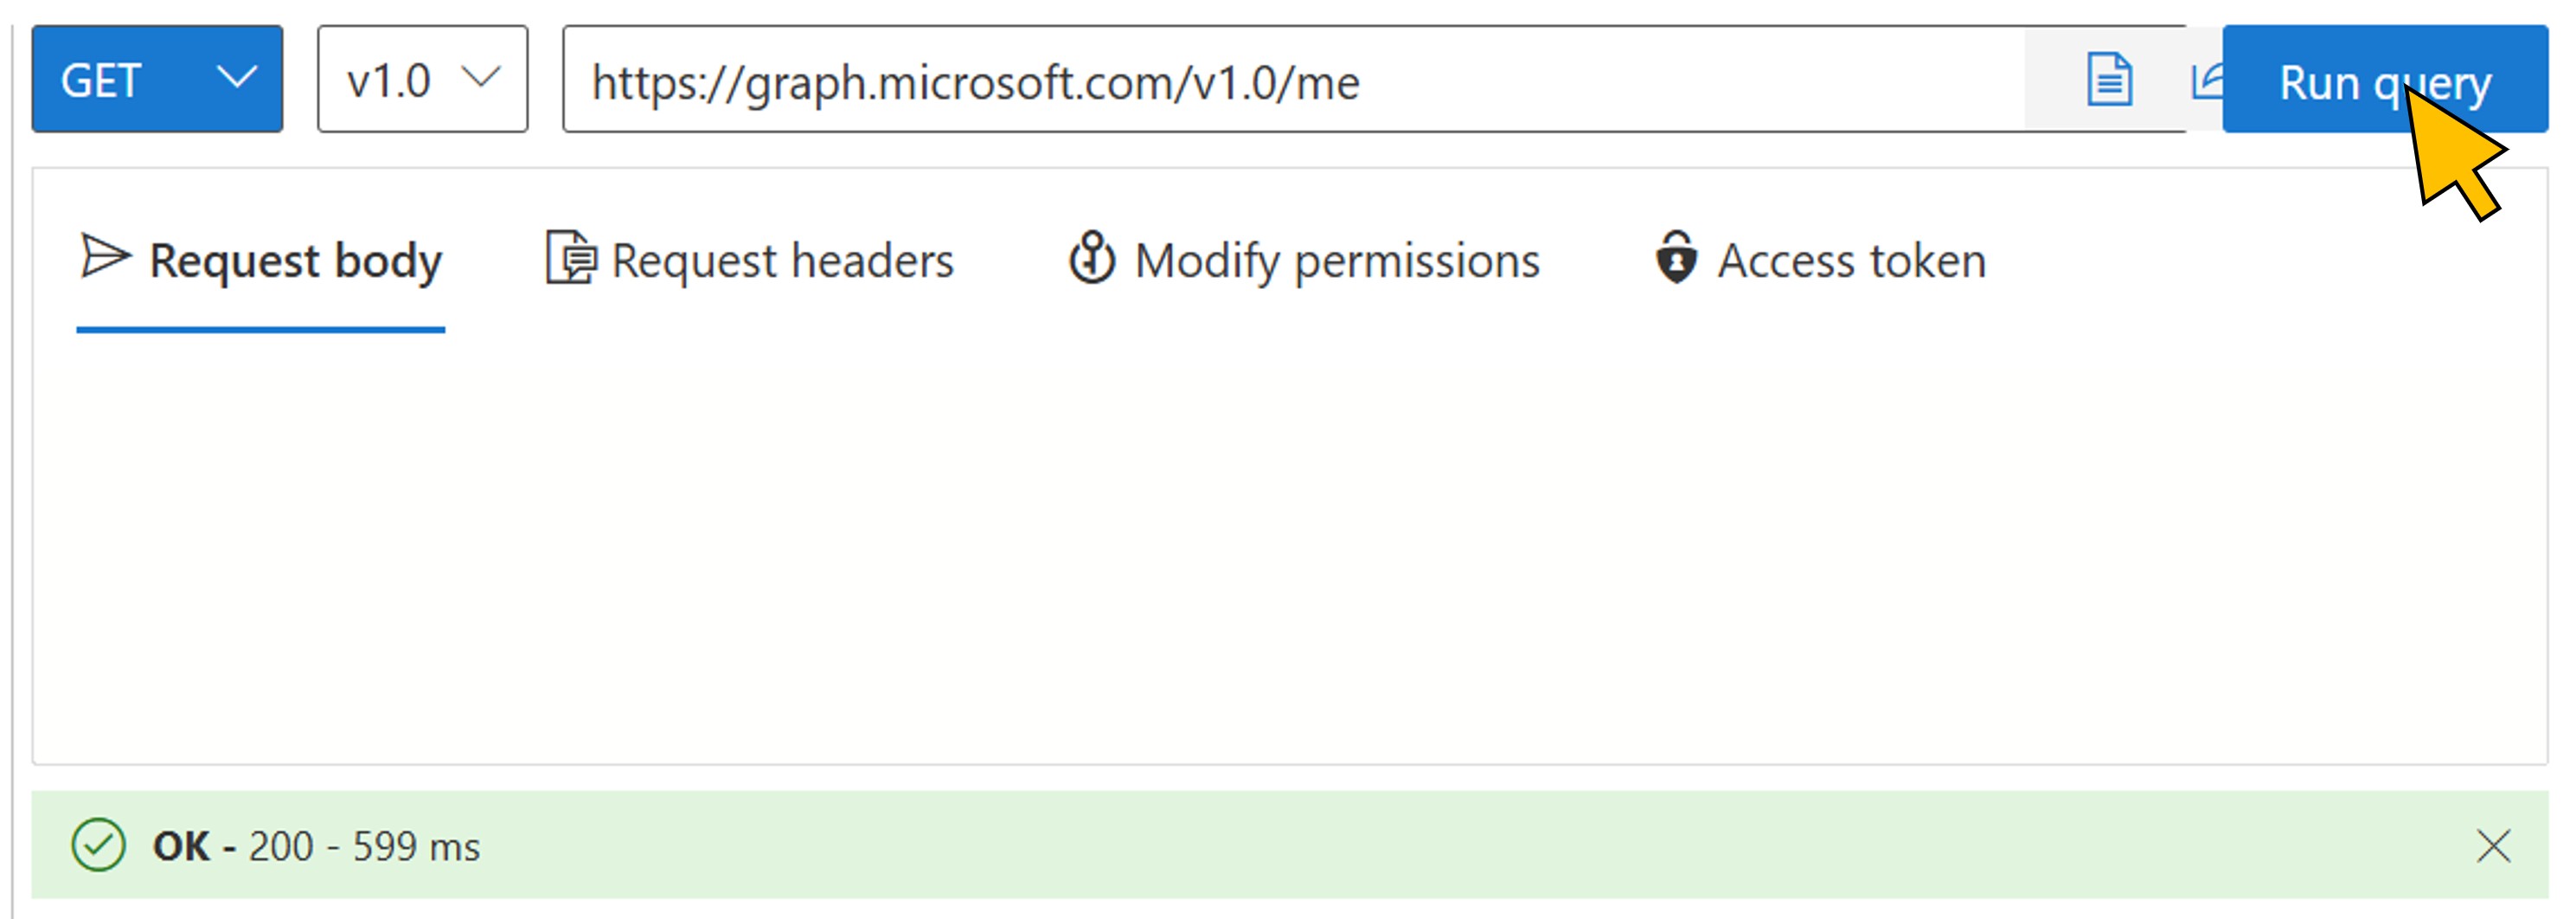 GET v1.0 https://graph.microsoft.com/v1.0/me Run query
Request body Request headers Modify permissions Access token
OK - 200 - 599 ms